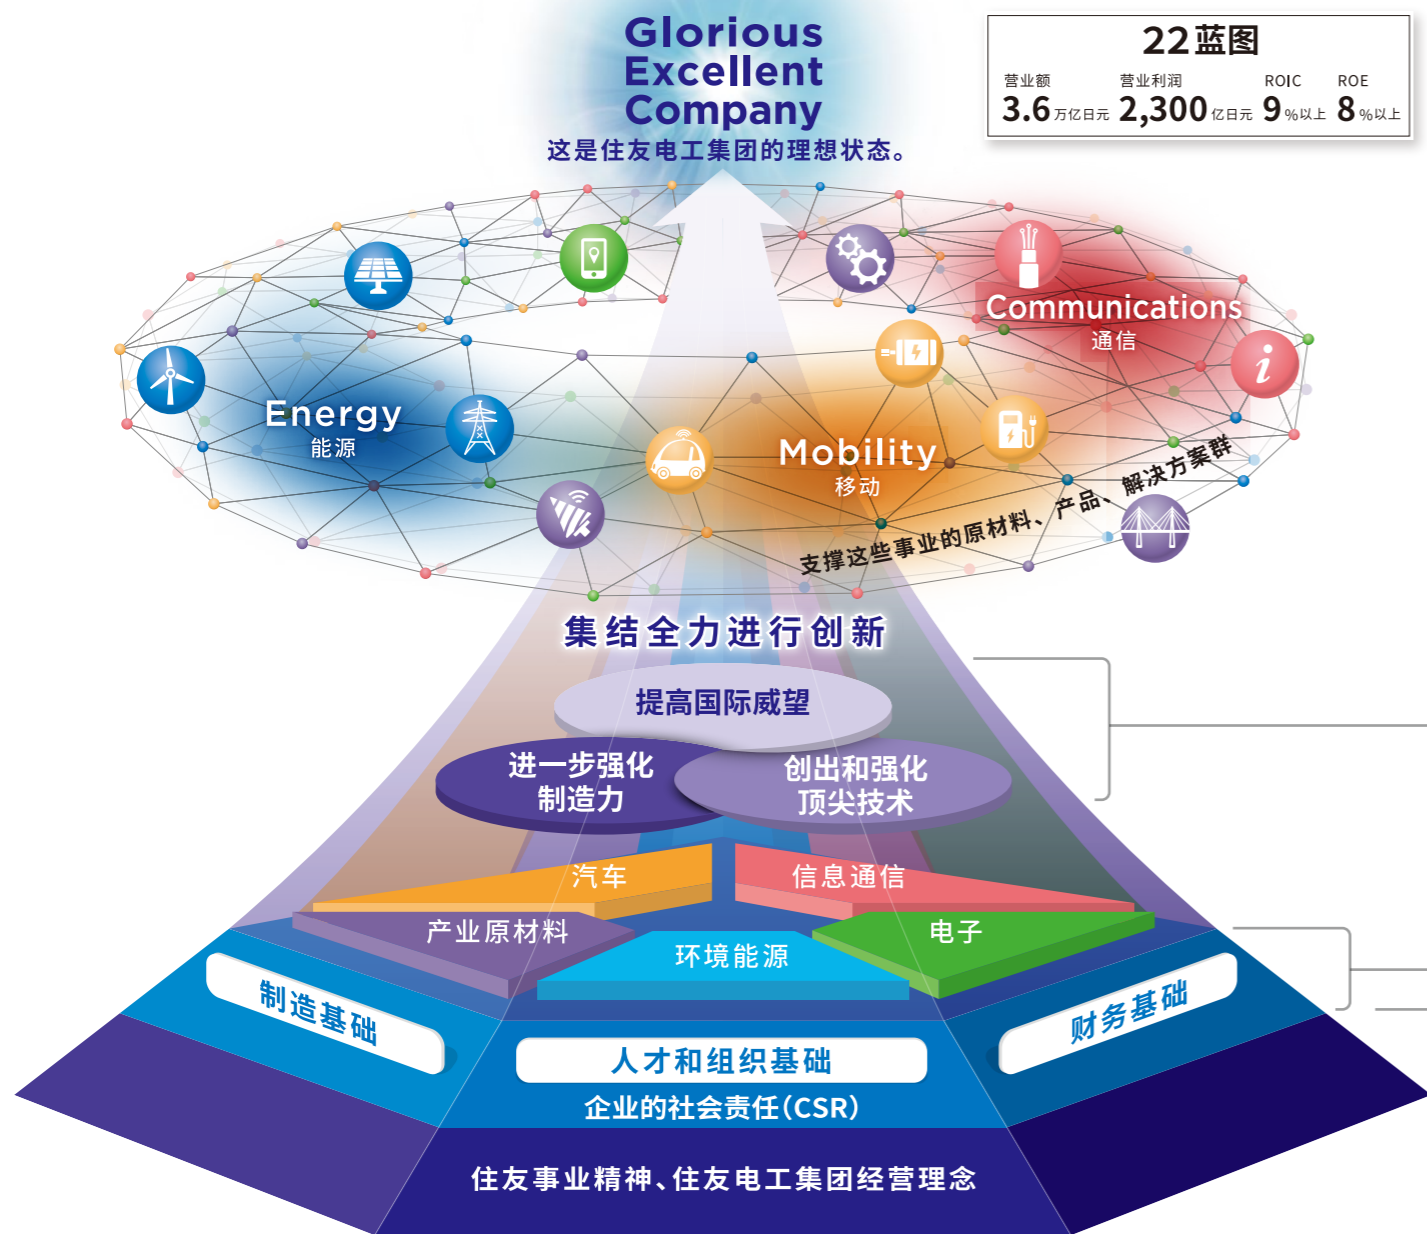 Glorious
Excellent
Company
这是住友电工集团的理想状态。
22蓝图
营业额 营业利润 ROIC ROE
3.6万亿日元 2,300亿日元 9%以上 8%以上
Communications
通信
i
Energy
能源
Mobility
移动
支撑这些事业的原材料、产品、解决方案群
集结全力进行创新
提高国际威望
进一步强化
制造力
创出和强化
顶尖技术
汽车
信息通信
产业原材料
电子
环境能源
制造基础
财务基础
人才和组织基础
企业的社会责任(CSR)
住友事业精神、住友电工集团经营理念